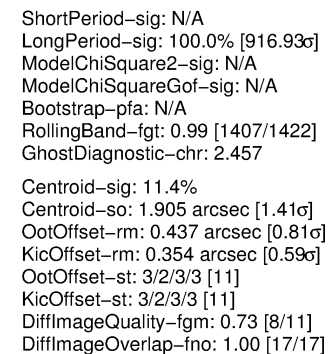 ShortPeriod−sig: N/A
LongPeriod−sig: 100.0% [916.93σ]
ModelChiSquare2−sig: N/A
ModelChiSquareGof−sig: N/A
Bootstrap−pfa: N/A
RollingBand−fgt: 0.99 [1407/1422]
GhostDiagnostic−chr: 2.457
Centroid−sig: 11.4%
Centroid−so: 1.905 arcsec [1.41σ]
OotOffset−rm: 0.437 arcsec [0.81σ]
KicOffset−rm: 0.354 arcsec [0.59σ]
OotOffset−st: 3/2/3/3 [11]
KicOffset−st: 3/2/3/3 [11]
DiffImageQuality−fgm: 0.73 [8/11]
DiffImageOverlap−fno: 1.00 [17/17]